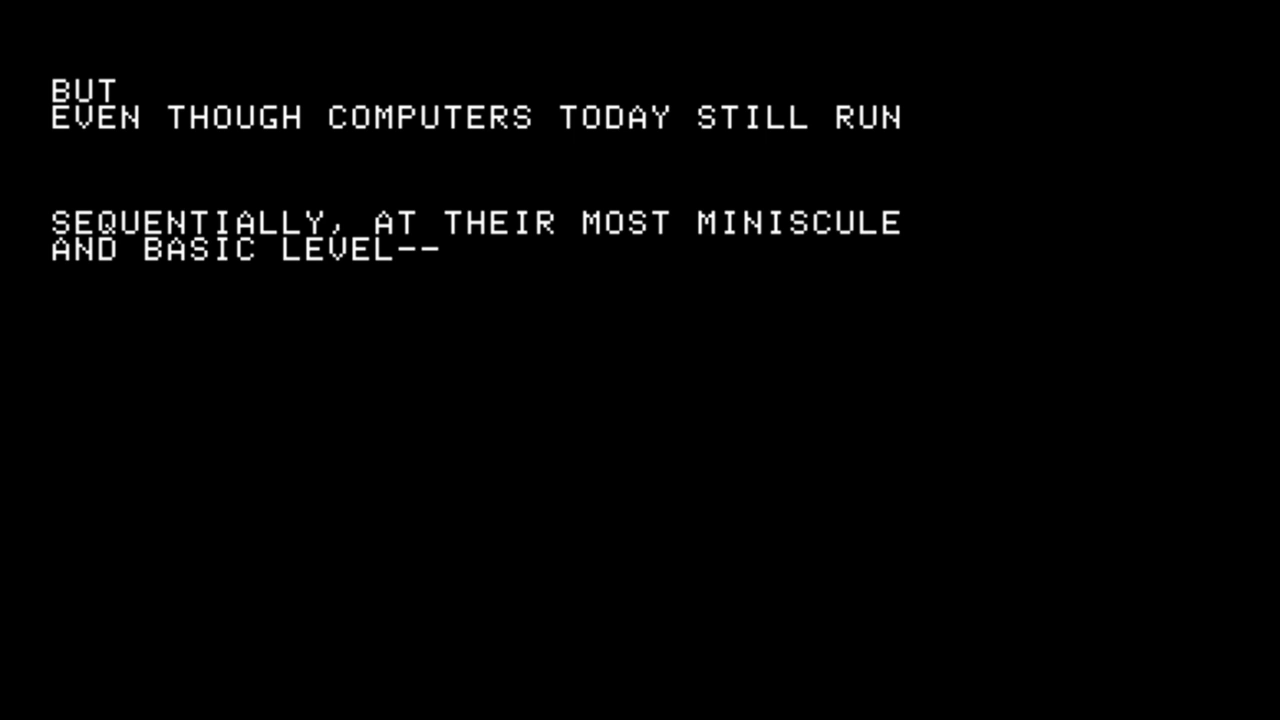 BUT
EVEN THOUGH COMPUTERS TODAY STILL RUN
SEQUENTIALLY, AT THEIR MOST MINISCULE
AND BASIC LEVEL--